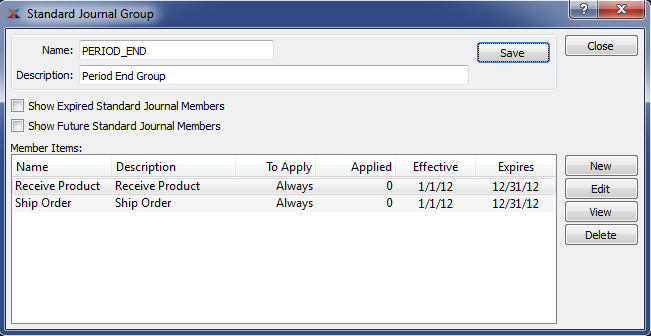 Standard Journal Group
?
X
Name: PERIOD_END
Save
Close
Description: Period End Group
Show Expired Standard Journal Members
Show Future Standard Journal Members
Member Items:
Name Description To Apply Applied Effective Expires
Receive Product Receive Product Always 0 1/1/12 12/31/12
Ship Order Ship Order Always 0 1/1/12 12/31/12
New
Edit
View
Delete